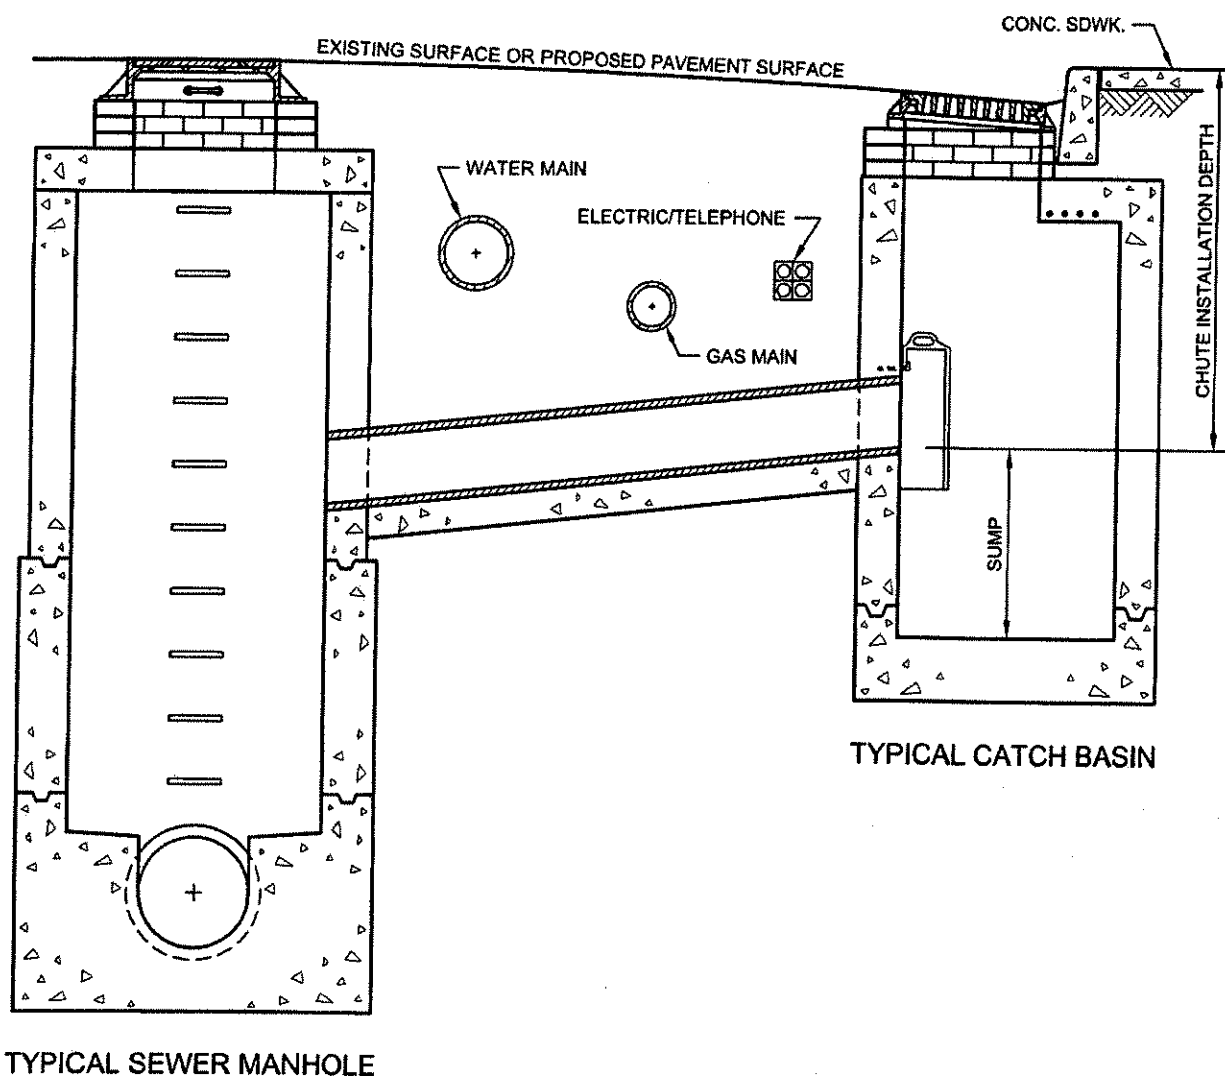 CONC. SDWK.
EXISTING SURFACE OR PROPOSED PAVEMENT SURFACE
WATER MAIN
ELECTRIC/TELEPHONE
GAS MAIN
CHUTE INSTALLATION DEPTH
SUMP
TYPICAL CATCH BASIN
TYPICAL SEWER MANHOLE